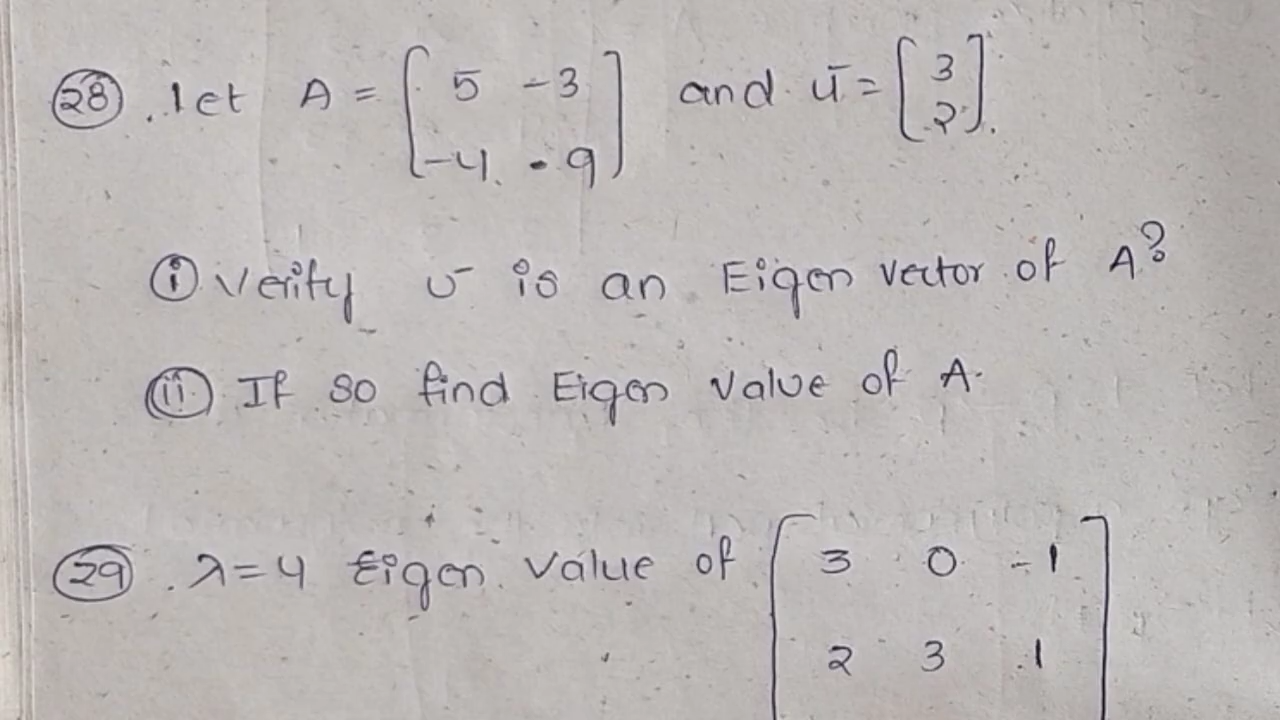 28 . let A = [ 5 -3 ] and ū = [ 3 ]
[ -4 -9 ] [ 2 ].
i Verify ū is an Eigen vector of A?
ii If so find Eigen value of A.
29 . λ=4 Eigen value of [ 3 0 -1
2 3 1